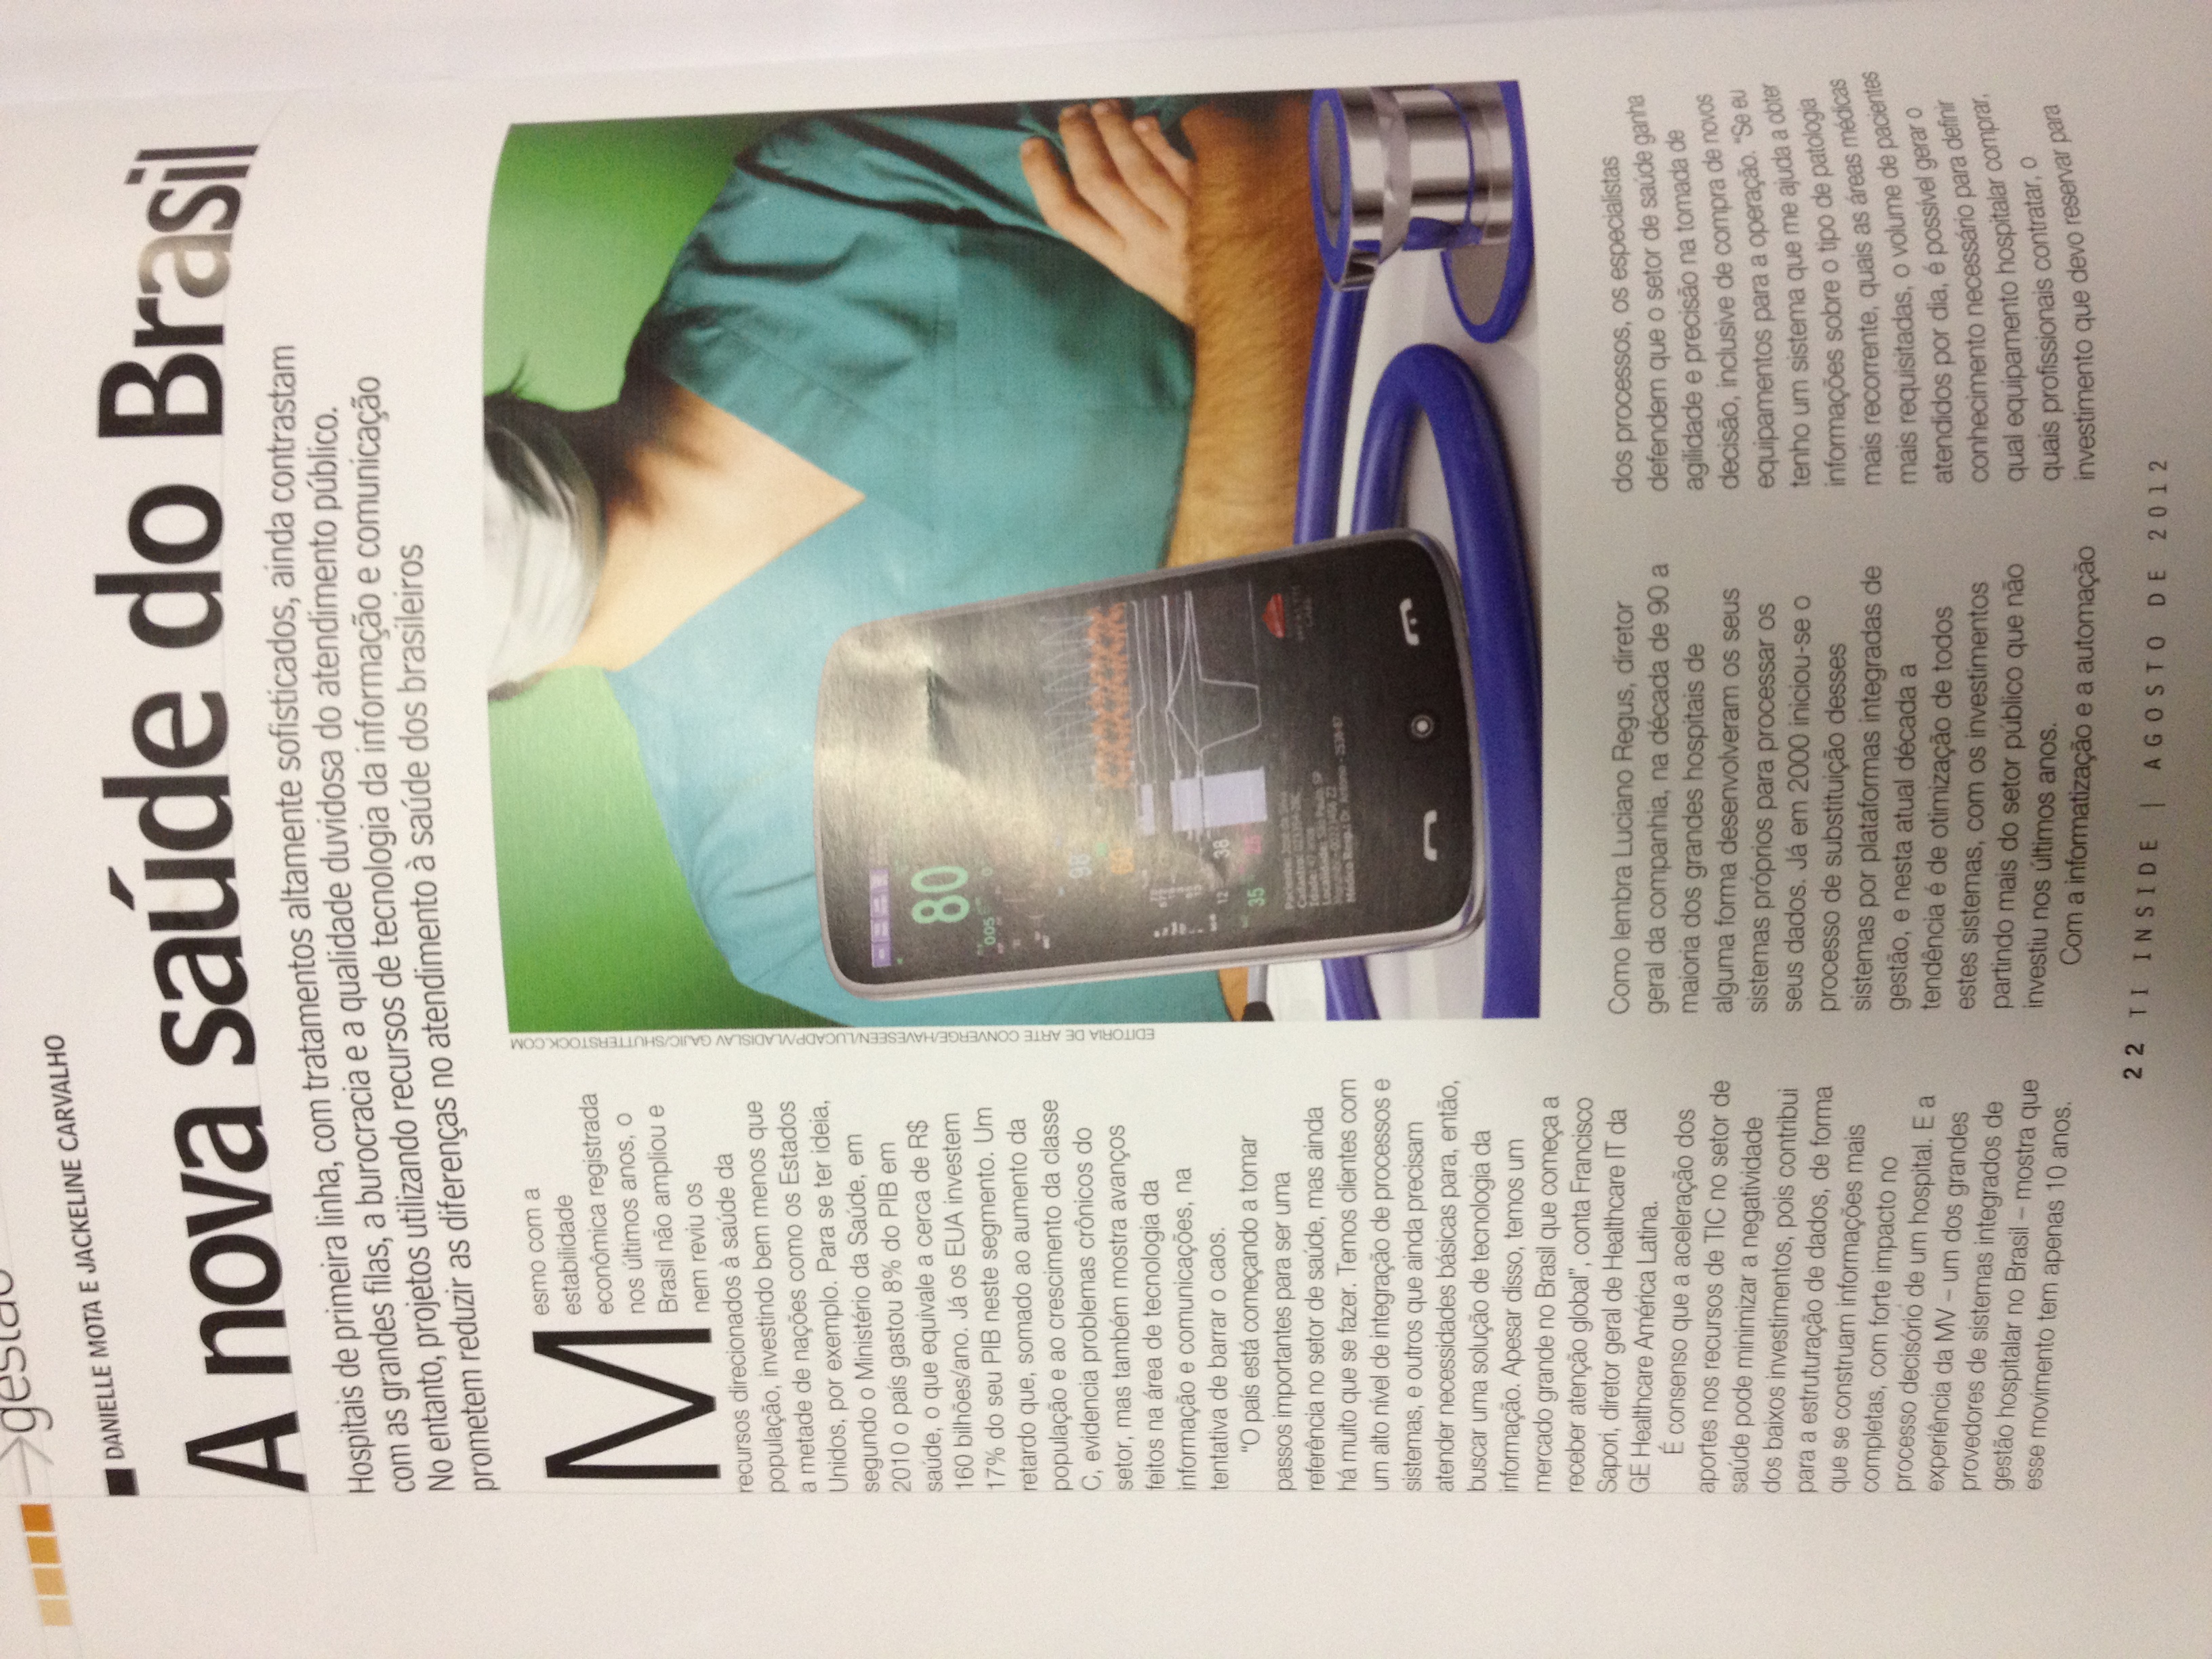 gestão
DANIELLE MOTA E JACKELINE CARVALHO
A nova saúde do Brasil
Hospitais de primeira linha, com tratamentos altamente sofisticados, ainda contrastam
com as grandes filas, a burocracia e a qualidade duvidosa do atendimento público.
No entanto, projetos utilizando recursos de tecnologia da informação e comunicação
prometem reduzir as diferenças no atendimento à saúde dos brasileiros
Mesmo com a
estabilidade
econômica registrada
nos últimos anos, o
Brasil não ampliou e
nem reviu os
recursos direcionados à saúde da
população, investindo bem menos que
a metade de nações como os Estados
Unidos, por exemplo. Para se ter ideia,
segundo o Ministério da Saúde, em
2010 o país gastou 8% do PIB em
saúde, o que equivale a cerca de R$
160 bilhões/ano. Já os EUA investem
17% do seu PIB neste segmento. Um
retardo que, somado ao aumento da
população e ao crescimento da classe
C, evidencia problemas crônicos do
setor, mas também mostra avanços
feitos na área de tecnologia da
informação e comunicações, na
tentativa de barrar o caos.
"O país está começando a tomar
passos importantes para ser uma
referência no setor de saúde, mas ainda
há muito que se fazer. Temos clientes com
um alto nível de integração de processos e
sistemas, e outros que ainda precisam
atender necessidades básicas para, então,
buscar uma solução de tecnologia da
informação. Apesar disso, temos um
mercado grande no Brasil que começa a
receber atenção global", conta Francisco
Sapori, diretor geral de Healthcare IT da
GE Healthcare América Latina.
É consenso que a aceleração dos
aportes nos recursos de TIC no setor de
saúde pode minimizar a negatividade
dos baixos investimentos, pois contribui
para a estruturação de dados, de forma
que se construam informações mais
completas, com forte impacto no
processo decisório de um hospital. E a
experiência da MV – um dos grandes
provedores de sistemas integrados de
gestão hospitalar no Brasil – mostra que
esse movimento tem apenas 10 anos.
EDITORIA DE ARTE CONVERGE/HAVESEEN/LUCADP/VLADISLAV GAJIC/SHUTTERSTOCK.COM
80
005
98
60
12
38
35
Paciente: José da Silva
Idade: 47 anos
Localidade: São Paulo, SP
Médico Resp.: Dr. Antonio
Como lembra Luciano Regus, diretor
geral da companhia, na década de 90 a
maioria dos grandes hospitais de
alguma forma desenvolveram os seus
sistemas próprios para processar os
seus dados. Já em 2000 iniciou-se o
processo de substituição desses
sistemas por plataformas integradas de
gestão, e nesta atual década a
tendência é de otimização de todos
estes sistemas, com os investimentos
partindo mais do setor público que não
investiu nos últimos anos.
Com a informatização e a automação
dos processos, os especialistas
defendem que o setor de saúde ganha
agilidade e precisão na tomada de
decisão, inclusive de compra de novos
equipamentos para a operação. "Se eu
tenho um sistema que me ajuda a obter
informações sobre o tipo de patologia
mais recorrente, quais as áreas médicas
mais requisitadas, o volume de pacientes
atendidos por dia, é possível gerar o
conhecimento necessário para definir
qual equipamento hospitalar comprar,
quais profissionais contratar, o
investimento que devo reservar para
22 TI INSIDE | AGOSTO DE 2012